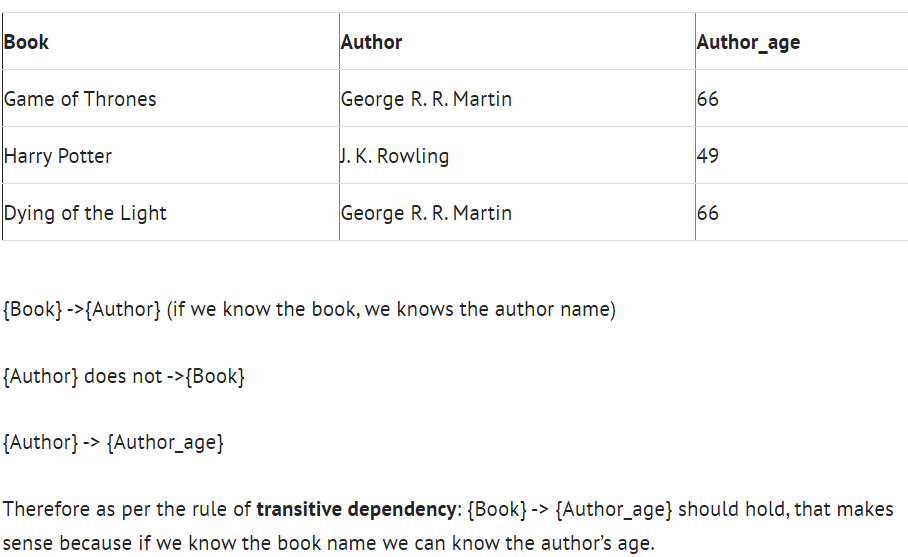 Book Author Author_age
Game of Thrones George R. R. Martin 66
Harry Potter J. K. Rowling 49
Dying of the Light George R. R. Martin 66
{Book} ->{Author} (if we know the book, we knows the author name)
{Author} does not ->{Book}
{Author} -> {Author_age}
Therefore as per the rule of transitive dependency: {Book} -> {Author_age} should hold, that makes
sense because if we know the book name we can know the author’s age.